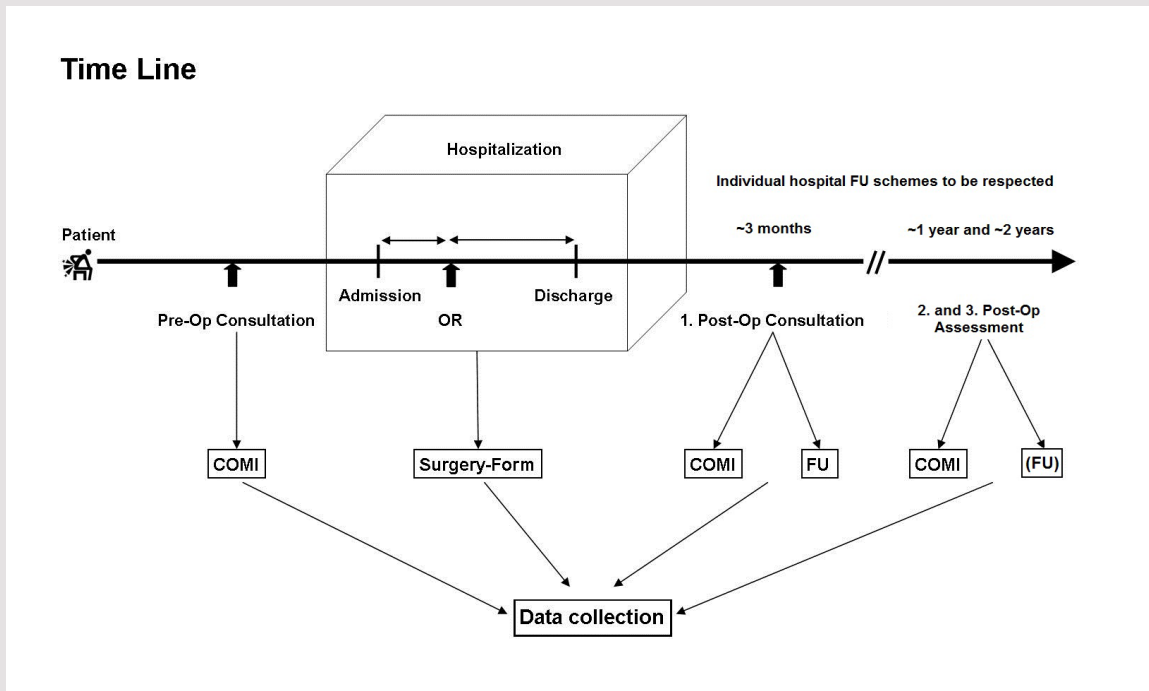 Time Line
Hospitalization
Individual hospital FU schemes to be respected
~3 months
~1 year and ~2 years
Patient
Admission
Discharge
Pre-Op Consultation
OR
1. Post-Op Consultation
2. and 3. Post-Op
Assessment
COMI
Surgery-Form
COMI
FU
COMI
(FU)
Data collection